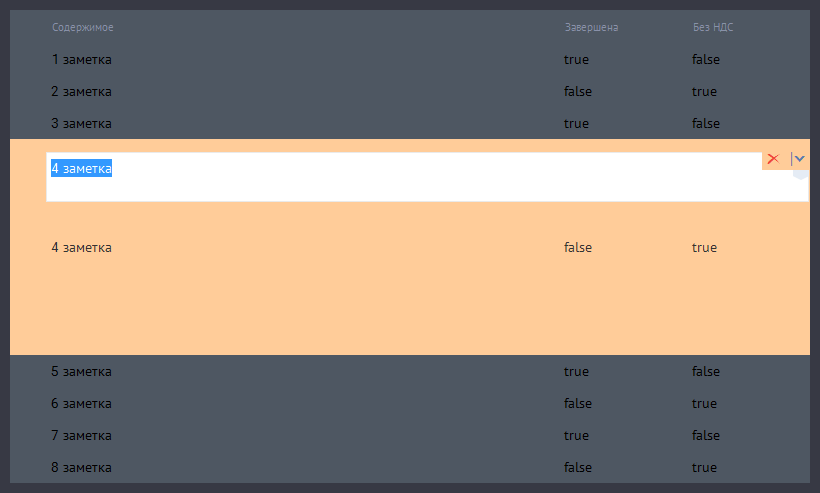 Содержимое Завершена Без НДС
1 заметка true false
2 заметка false true
3 заметка true false
4 заметка
4 заметка false true
5 заметка true false
6 заметка false true
7 заметка true false
8 заметка false true